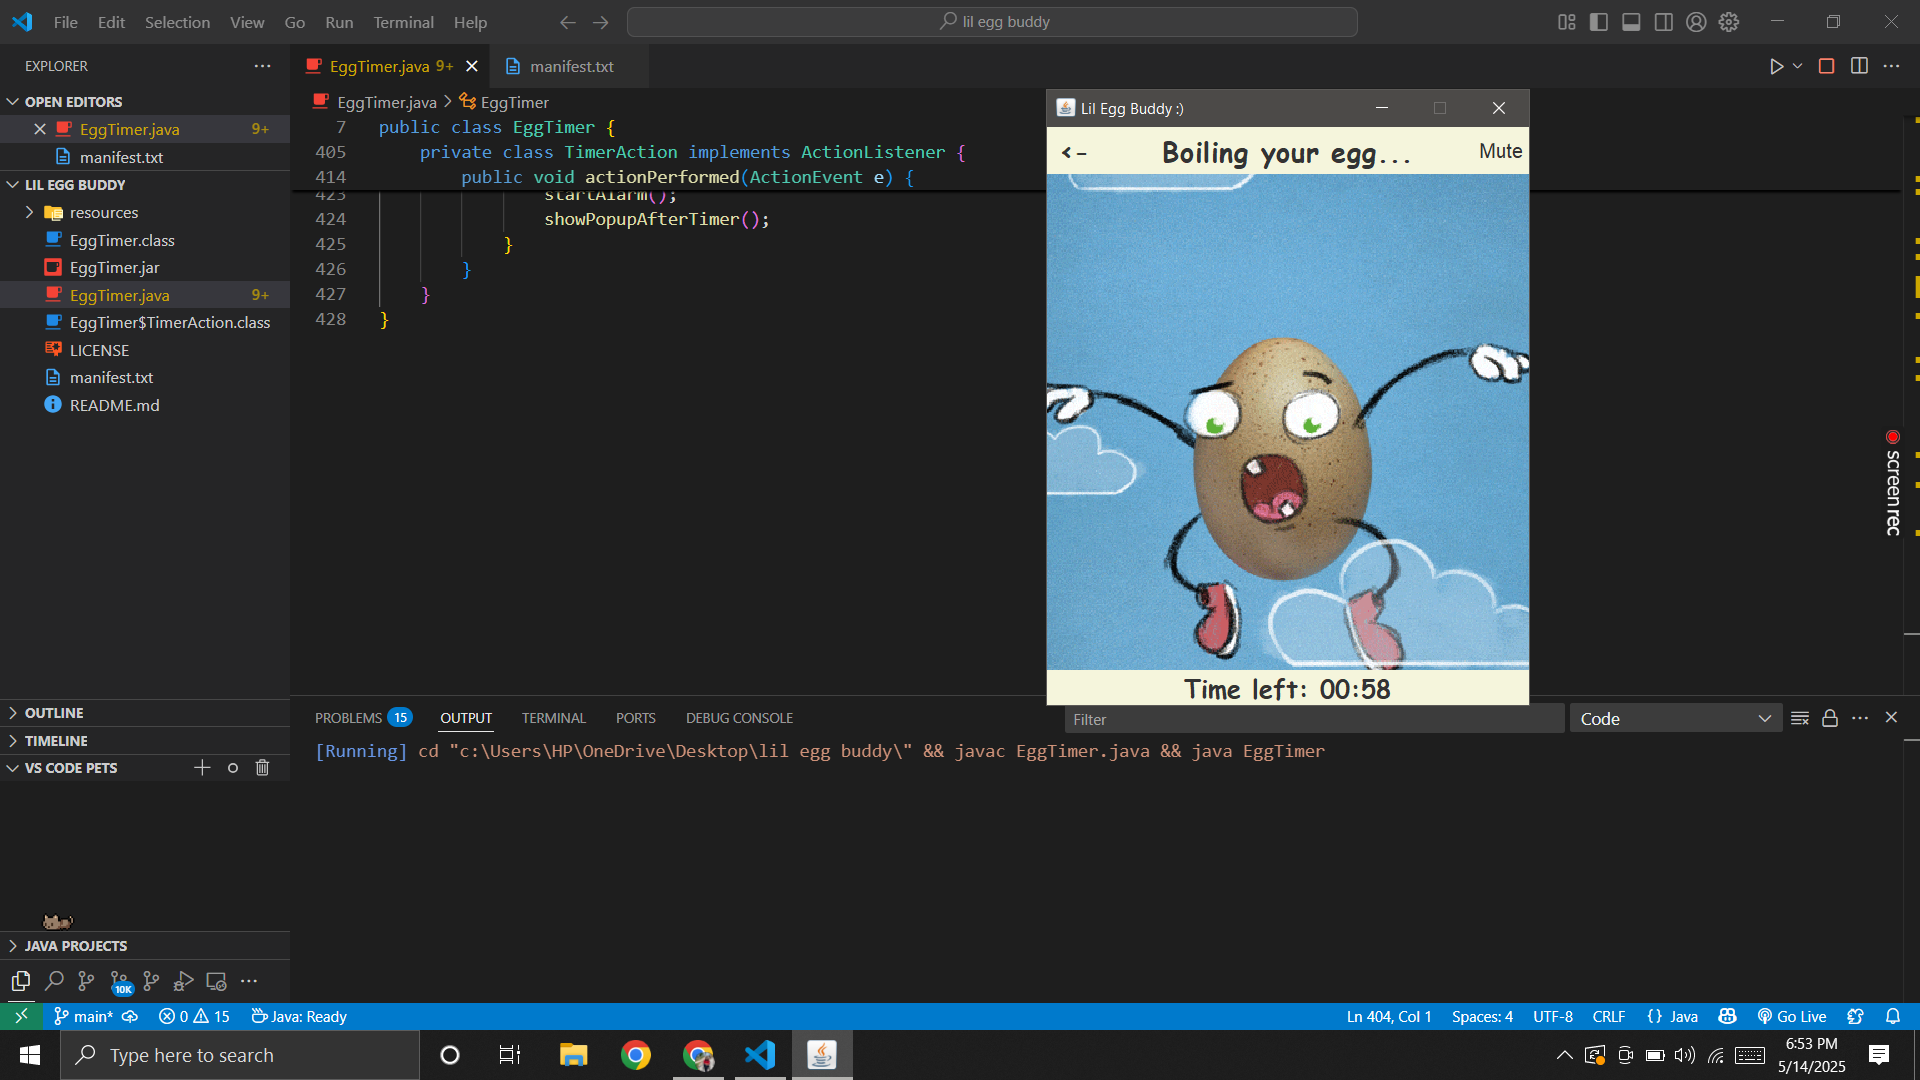 File Edit Selection View Go Run Terminal Help
lil egg buddy
EXPLORER
OPEN EDITORS
EggTimer.java 9+
manifest.txt
LIL EGG BUDDY
resources
EggTimer.class
EggTimer.jar
EggTimer.java 9+
EggTimer$TimerAction.class
LICENSE
manifest.txt
README.md
OUTLINE
TIMELINE
VS CODE PETS
JAVA PROJECTS
10K
EggTimer.java 9+ manifest.txt
EggTimer.java > EggTimer
7 public class EggTimer {
405 private class TimerAction implements ActionListener {
414 public void actionPerformed(ActionEvent e) {
423 startAlarm();
424 showPopupAfterTimer();
425 }
426 }
427 }
428 }
Lil Egg Buddy :)
<- Boiling your egg... Mute
Time left: 00:58
screenrec
PROBLEMS 15 OUTPUT TERMINAL PORTS DEBUG CONSOLE Filter Code
[Running] cd "c:\Users\HP\OneDrive\Desktop\lil egg buddy\" && javac EggTimer.java && java EggTimer
main* 0 15 Java: Ready Ln 404, Col 1 Spaces: 4 UTF-8 CRLF {} Java Go Live
Type here to search
6:53 PM
5/14/2025